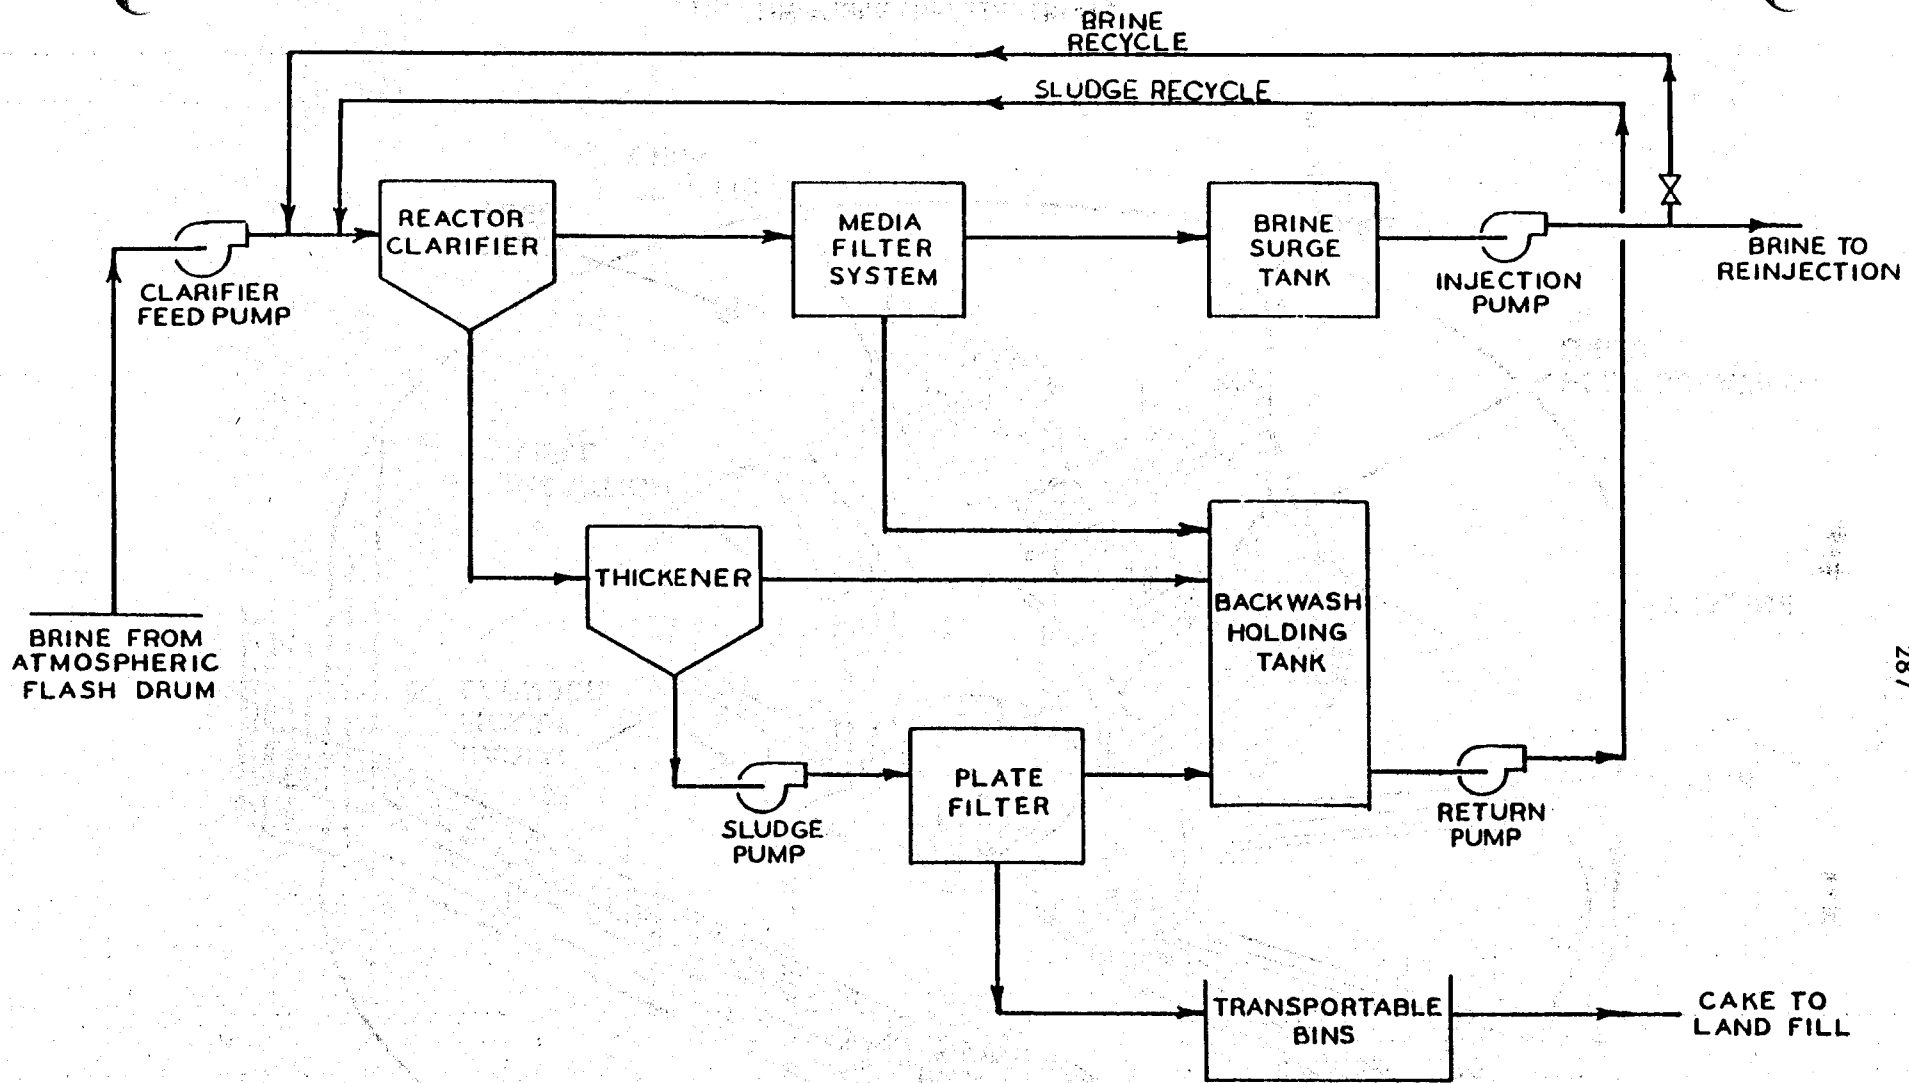 BRINE
RECYCLE
SLUDGE RECYCLE
REACTOR
CLARIFIER
MEDIA
FILTER
SYSTEM
BRINE
SURGE
TANK
BRINE TO
REINJECTION
CLARIFIER
FEED PUMP
INJECTION
PUMP
THICKENER
BACKWASH
HOLDING
TANK
BRINE FROM
ATMOSPHERIC
FLASH DRUM
287
PLATE
FILTER
SLUDGE
PUMP
RETURN
PUMP
TRANSPORTABLE
BINS
CAKE TO
LAND FILL